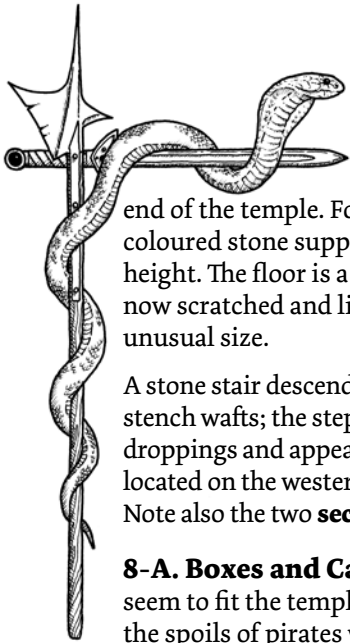 end of the temple. Fo
coloured stone supp
height. The floor is a
now scratched and li
unusual size.
A stone stair descend
stench wafts; the step
droppings and appea
located on the wester
Note also the two sec
8-A. Boxes and Ca
seem to fit the templ
the spoils of pirates